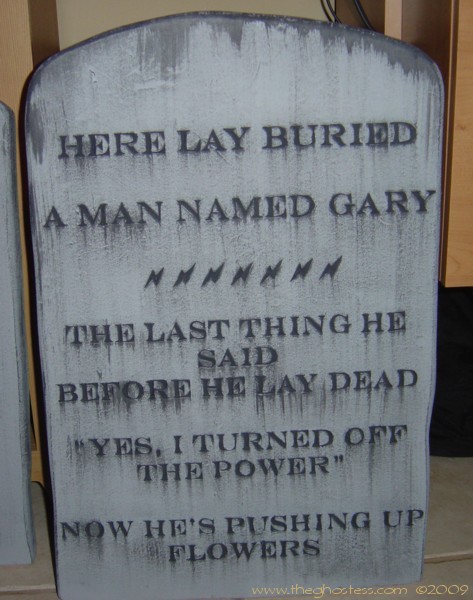 HERE LAY BURIED
A MAN NAMED GARY
THE LAST THING HE
SAID
BEFORE HE LAY DEAD
"YES, I TURNED OFF
THE POWER"
NOW HE'S PUSHING UP
FLOWERS
www.theghostess.com ©2009